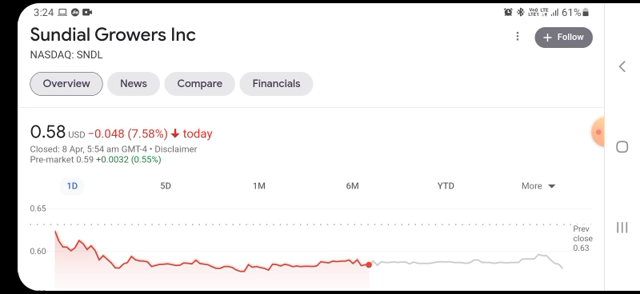 3:24 61%
Sundial Growers Inc
+ Follow
NASDAQ: SNDL
Overview News Compare Financials
0.58 USD −0.048 (7.58%) ↓ today
Closed: 8 Apr, 5:54 am GMT-4 • Disclaimer
Pre-market 0.59 +0.0032 (0.55%)
1D 5D 1M 6M YTD More
0.65
Prev
close
0.63
0.60